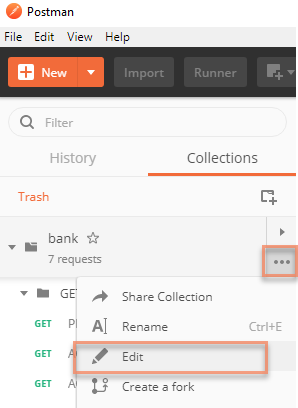 Postman
File Edit View Help
New Import Runner
Filter
History Collections
Trash
bank
7 requests
GE
Share Collection
GET P
Rename Ctrl+E
GET A
Edit
GET A
Create a fork